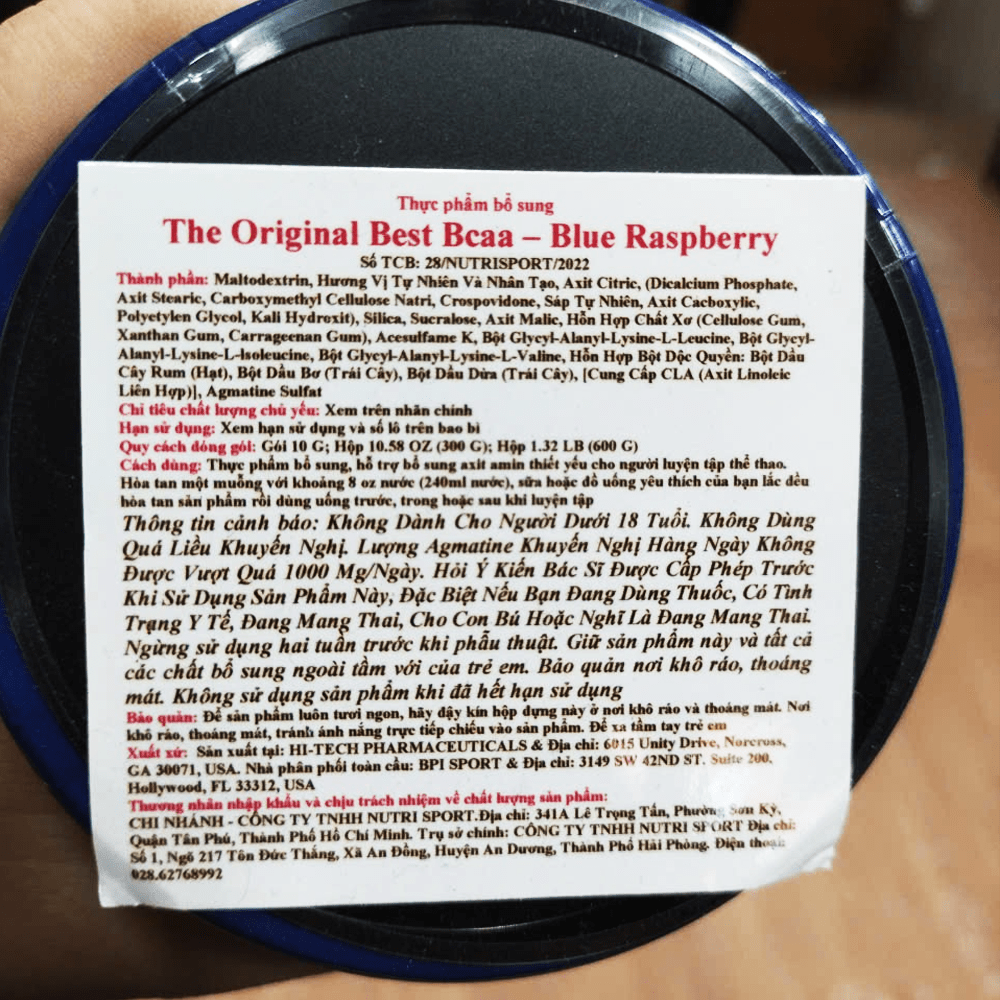 Thực phẩm bổ sung
The Original Best Bcaa – Blue Raspberry
Số TCB: 28/NUTRISPORT/2022
Thành phần: Maltodextrin, Hương Vị Tự Nhiên Và Nhân Tạo, Axit Citric, (Dicalcium Phosphate,
Axit Stearic, Carboxymethyl Cellulose Natri, Crospovidone, Sáp Tự Nhiên, Axit Cacboxylic,
Polyetylen Glycol, Kali Hydroxit), Silica, Sucralose, Axit Malic, Hỗn Hợp Chất Xơ (Cellulose Gum,
Xanthan Gum, Carrageenan Gum), Acesulfame K, Bột Glycyl-Alanyl-Lysine-L-Leucine, Bột Glycyl-
Alanyl-Lysine-L-Isoleucine, Bột Glycyl-Alanyl-Lysine-L-Valine, Hỗn Hợp Bột Độc Quyền: Bột Dầu
Cây Rum (Hạt), Bột Dầu Bơ (Trái Cây), Bột Dầu Dừa (Trái Cây), [Cung Cấp CLA (Axit Linoleic
Liên Hợp)], Agmatine Sulfat
Chỉ tiêu chất lượng chủ yếu: Xem trên nhãn chính
Hạn sử dụng: Xem hạn sử dụng và số lô trên bao bì
Quy cách đóng gói: Gói 10 G; Hộp 10.58 OZ (300 G); Hộp 1.32 LB (600 G)
Cách dùng: Thực phẩm bổ sung, hỗ trợ bổ sung axit amin thiết yếu cho người luyện tập thể thao.
Hòa tan một muỗng với khoảng 8 oz nước (240ml nước), sữa hoặc đồ uống yêu thích của bạn lắc đều
hòa tan sản phẩm rồi dùng uống trước, trong hoặc sau khi luyện tập
Thông tin cảnh báo: Không Dành Cho Người Dưới 18 Tuổi. Không Dùng
Quá Liều Khuyến Nghị. Lượng Agmatine Khuyến Nghị Hàng Ngày Không
Được Vượt Quá 1000 Mg/Ngày. Hỏi Ý Kiến Bác Sĩ Được Cấp Phép Trước
Khi Sử Dụng Sản Phẩm Này, Đặc Biệt Nếu Bạn Đang Dùng Thuốc, Có Tình
Trạng Y Tế, Đang Mang Thai, Cho Con Bú Hoặc Nghĩ Là Đang Mang Thai.
Ngừng sử dụng hai tuần trước khi phẫu thuật. Giữ sản phẩm này và tất cả
các chất bổ sung ngoài tầm với của trẻ em. Bảo quản nơi khô ráo, thoáng
mát. Không sử dụng sản phẩm khi đã hết hạn sử dụng
Bảo quản: Để sản phẩm luôn tươi ngon, hãy đậy kín hộp dựng này ở nơi khô ráo và thoáng mát. Nơi
khô ráo, thoáng mát, tránh ánh nắng trực tiếp chiếu vào sản phẩm. Để xa tầm tay trẻ em
Xuất xứ: Sản xuất tại: HI-TECH PHARMACEUTICALS & Địa chỉ: 6015 Unity Drive, Norcross,
GA 30071, USA. Nhà phân phối toàn cầu: BPI SPORT & Địa chỉ: 3149 SW 42ND ST. Suite 200,
Hollywood, FL 33312, USA
Thương nhân nhập khẩu và chịu trách nhiệm về chất lượng sản phẩm:
CHI NHÁNH - CÔNG TY TNHH NUTRI SPORT.Địa chỉ: 341A Lê Trọng Tấn, Phường Sơn Kỳ,
Quận Tân Phú, Thành Phố Hồ Chí Minh. Trụ sở chính: CÔNG TY TNHH NUTRI SPORT Địa chỉ:
Số 1, Ngõ 217 Tôn Đức Thắng, Xã An Đồng, Huyện An Dương, Thành Phố Hải Phòng. Điện thoại:
028.62768992